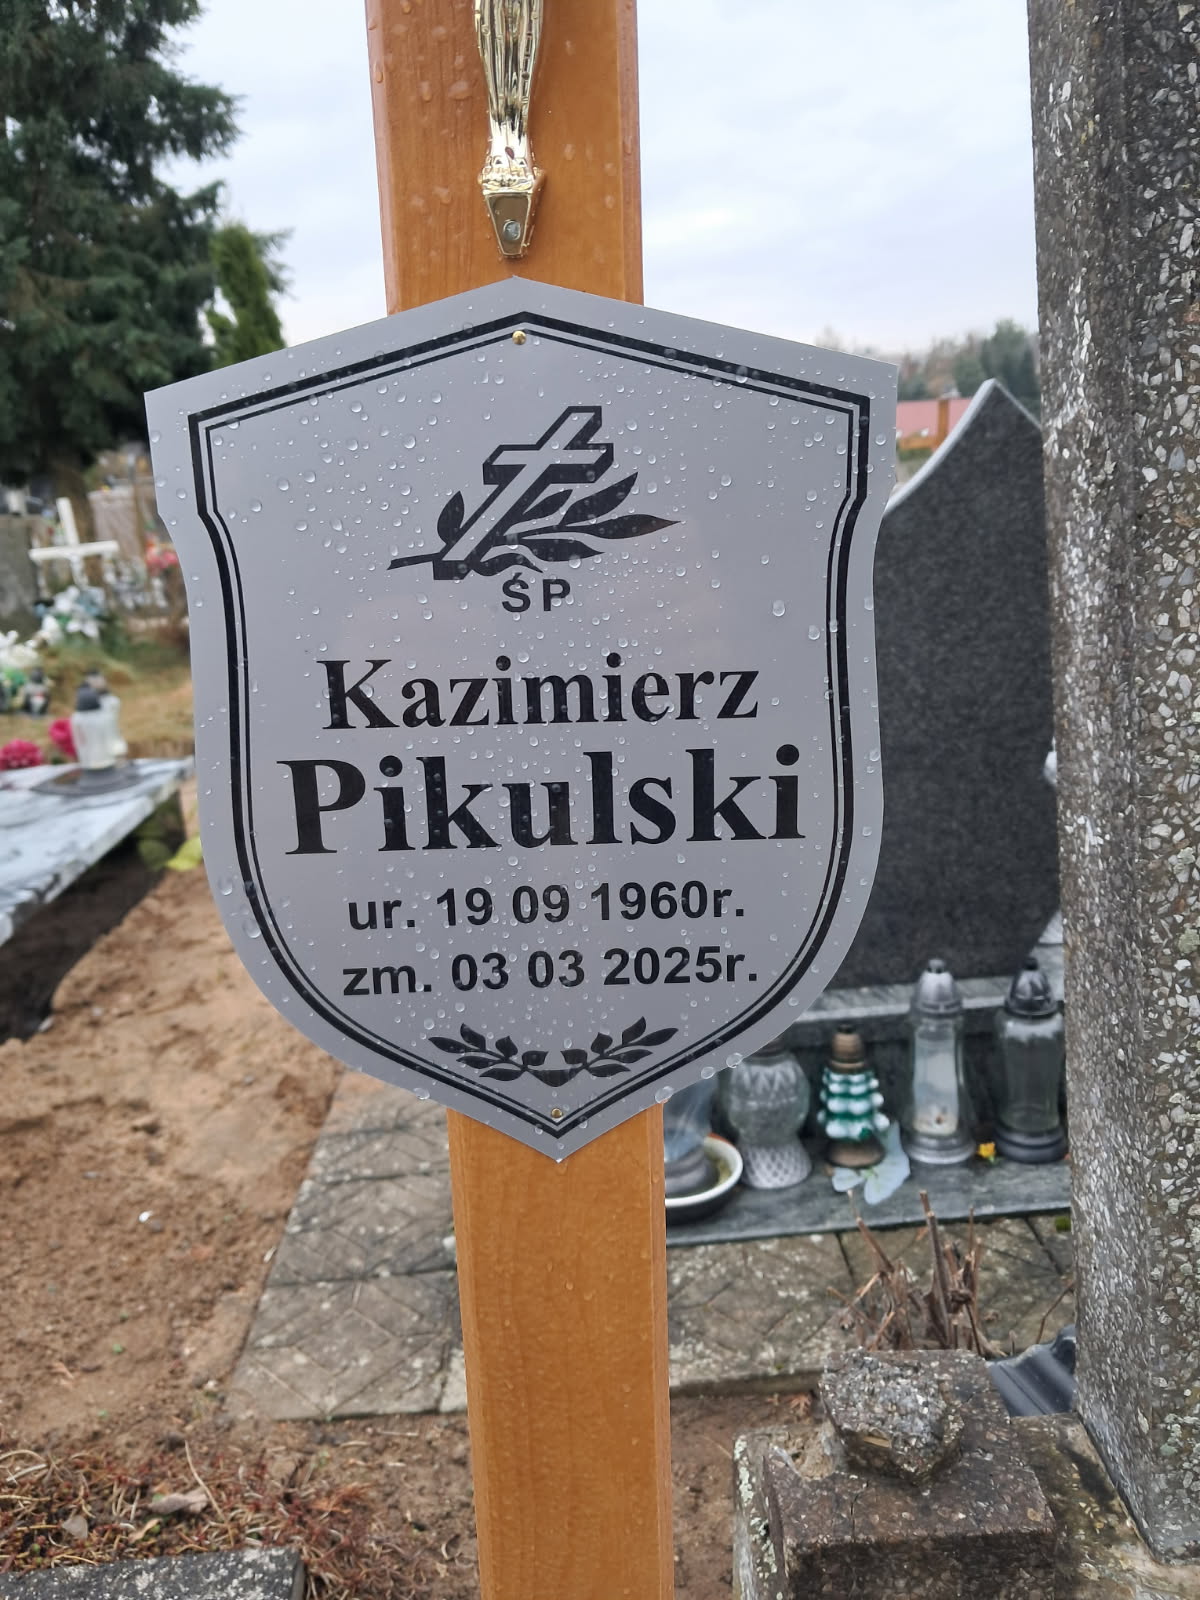 ŚP
Kazimierz
Pikulski
ur. 19 09 1960r.
zm. 03 03 2025r.